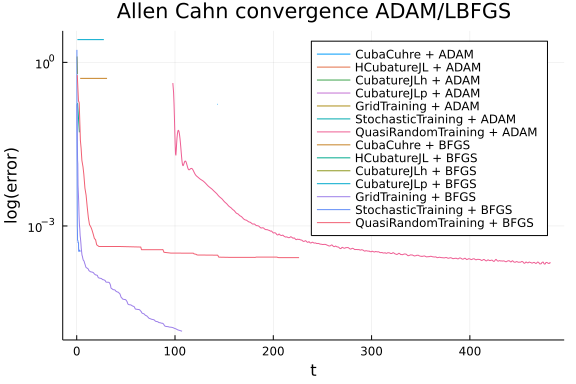 Allen Cahn convergence ADAM/LBFGS
log(error)
10⁰
10⁻³
CubaCuhre + ADAM
HCubatureJL + ADAM
CubatureJLh + ADAM
CubatureJLp + ADAM
GridTraining + ADAM
StochasticTraining + ADAM
QuasiRandomTraining + ADAM
CubaCuhre + BFGS
HCubatureJL + BFGS
CubatureJLh + BFGS
CubatureJLp + BFGS
GridTraining + BFGS
StochasticTraining + BFGS
QuasiRandomTraining + BFGS
0 100 200 300 400
t